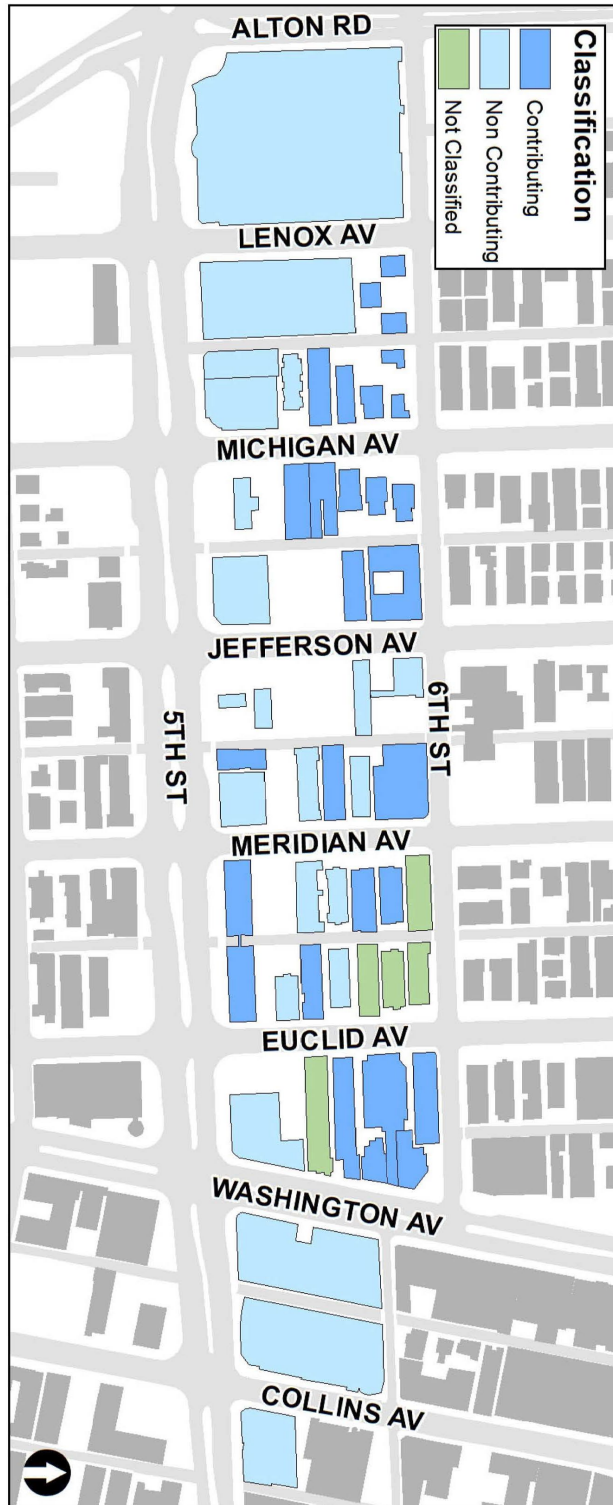 ALTON RD
Classification
Contributing
Non Contributing
Not Classified
LENOX AV
MICHIGAN AV
JEFFERSON AV
6TH ST
5TH ST
MERIDIAN AV
EUCLID AV
WASHINGTON AV
COLLINS AV